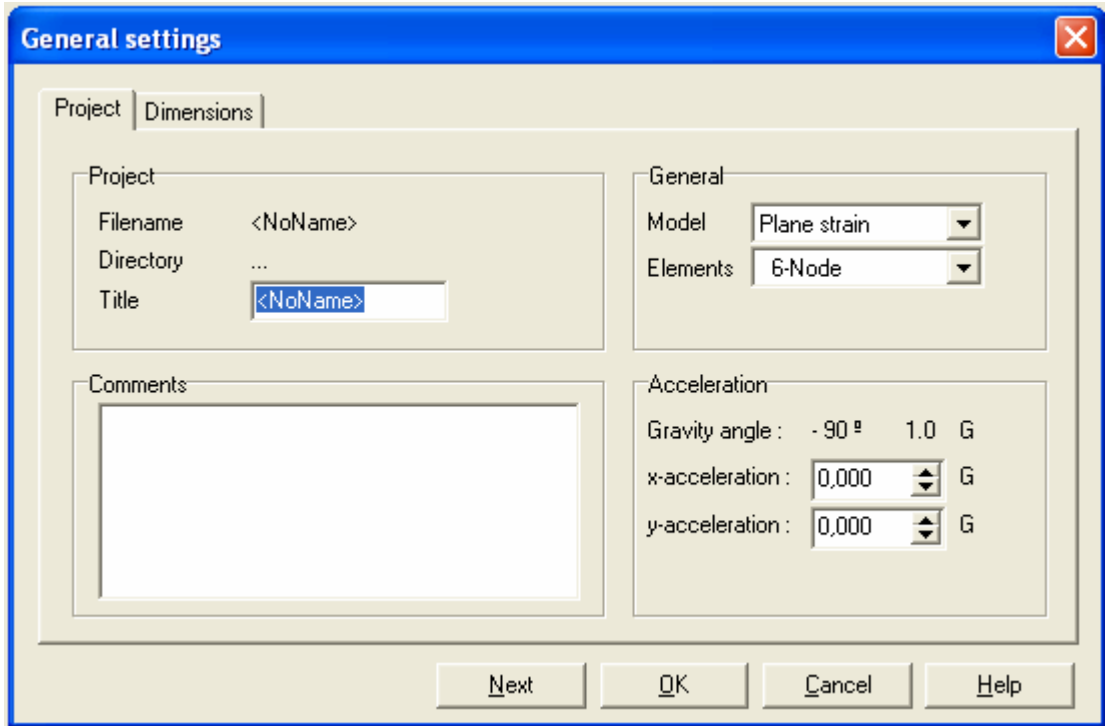 General settings
Project
Dimensions
Project
Filename <NoName>
Directory ...
Title <NoName>
General
Model Plane strain
Elements 6-Node
Comments
Acceleration
Gravity angle : - 90 º 1.0 G
x-acceleration : 0,000 G
y-acceleration : 0,000 G
Next
OK
Cancel
Help